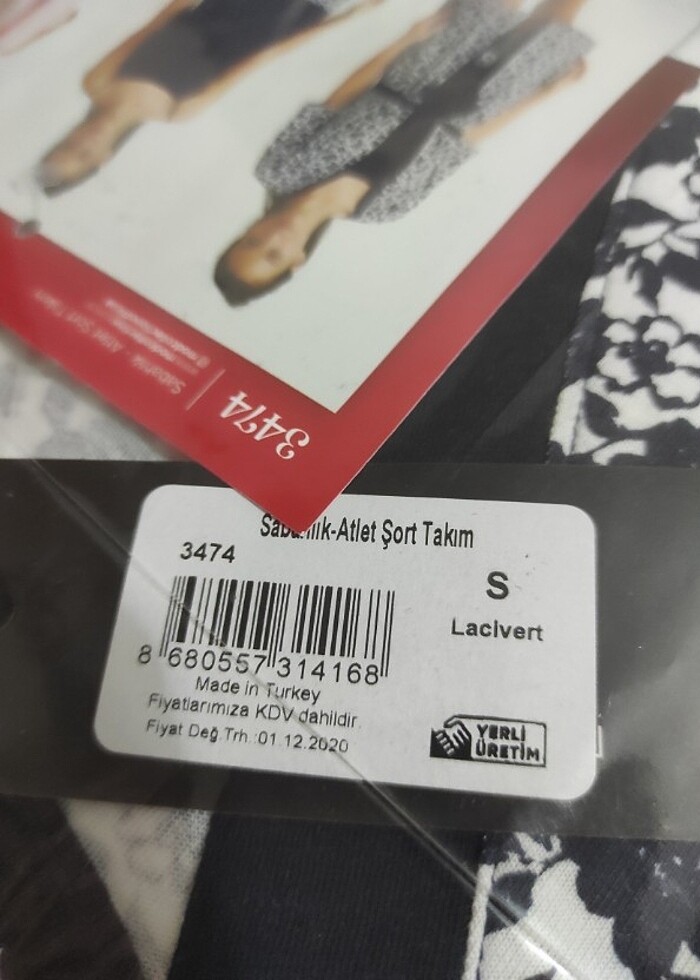 3474
Sabahlık - Atlet Şort Takım
3474
S
Lacivert
8 680557 314168
Made in Turkey
Fiyatlarımıza KDV dahildir.
Fiyat Değ.Trh.:01.12.2020
YERLİ
ÜRETİM